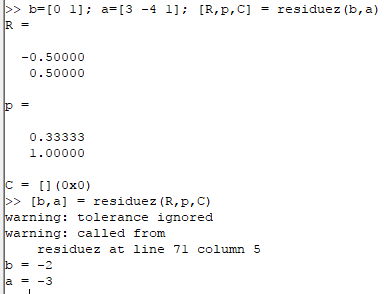 >> b=[0 1]; a=[3 -4 1]; [R,p,C] = residuez(b,a)
R =
-0.50000
0.50000
p =
0.33333
1.00000
C = [](0x0)
>> [b,a] = residuez(R,p,C)
warning: tolerance ignored
warning: called from
residuez at line 71 column 5
b = -2
a = -3